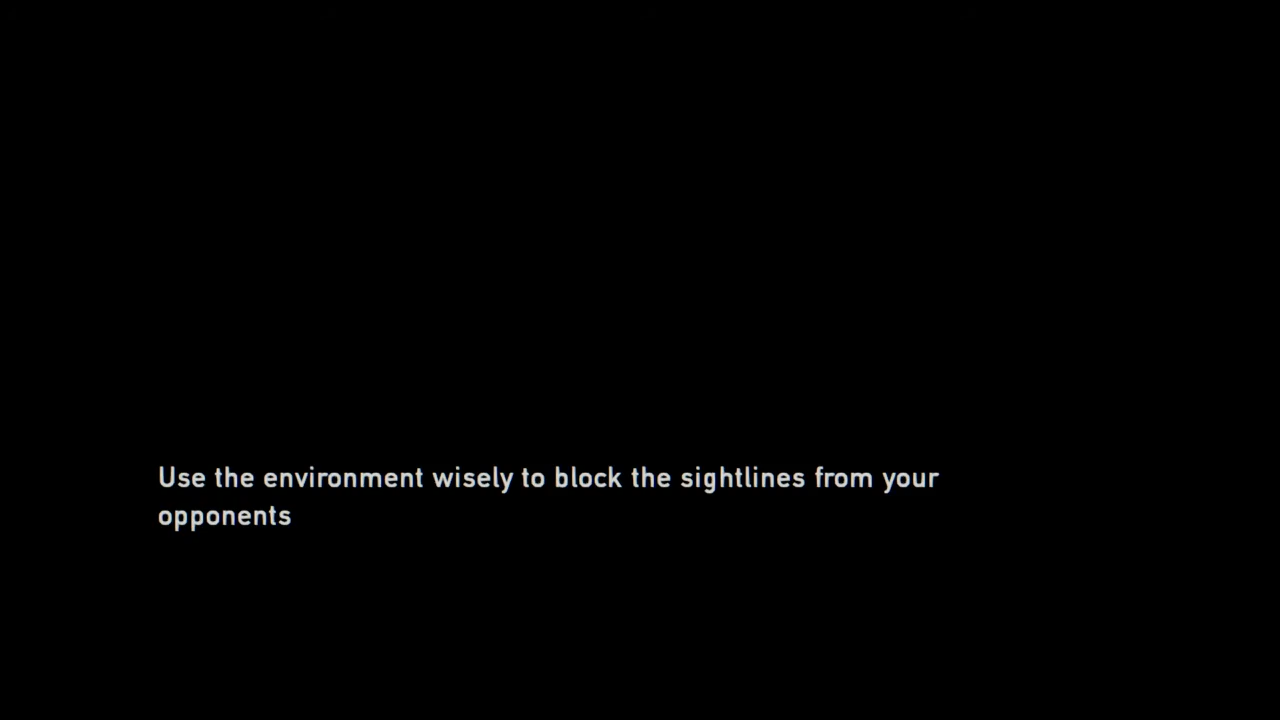 Use the environment wisely to block the sightlines from your
opponents